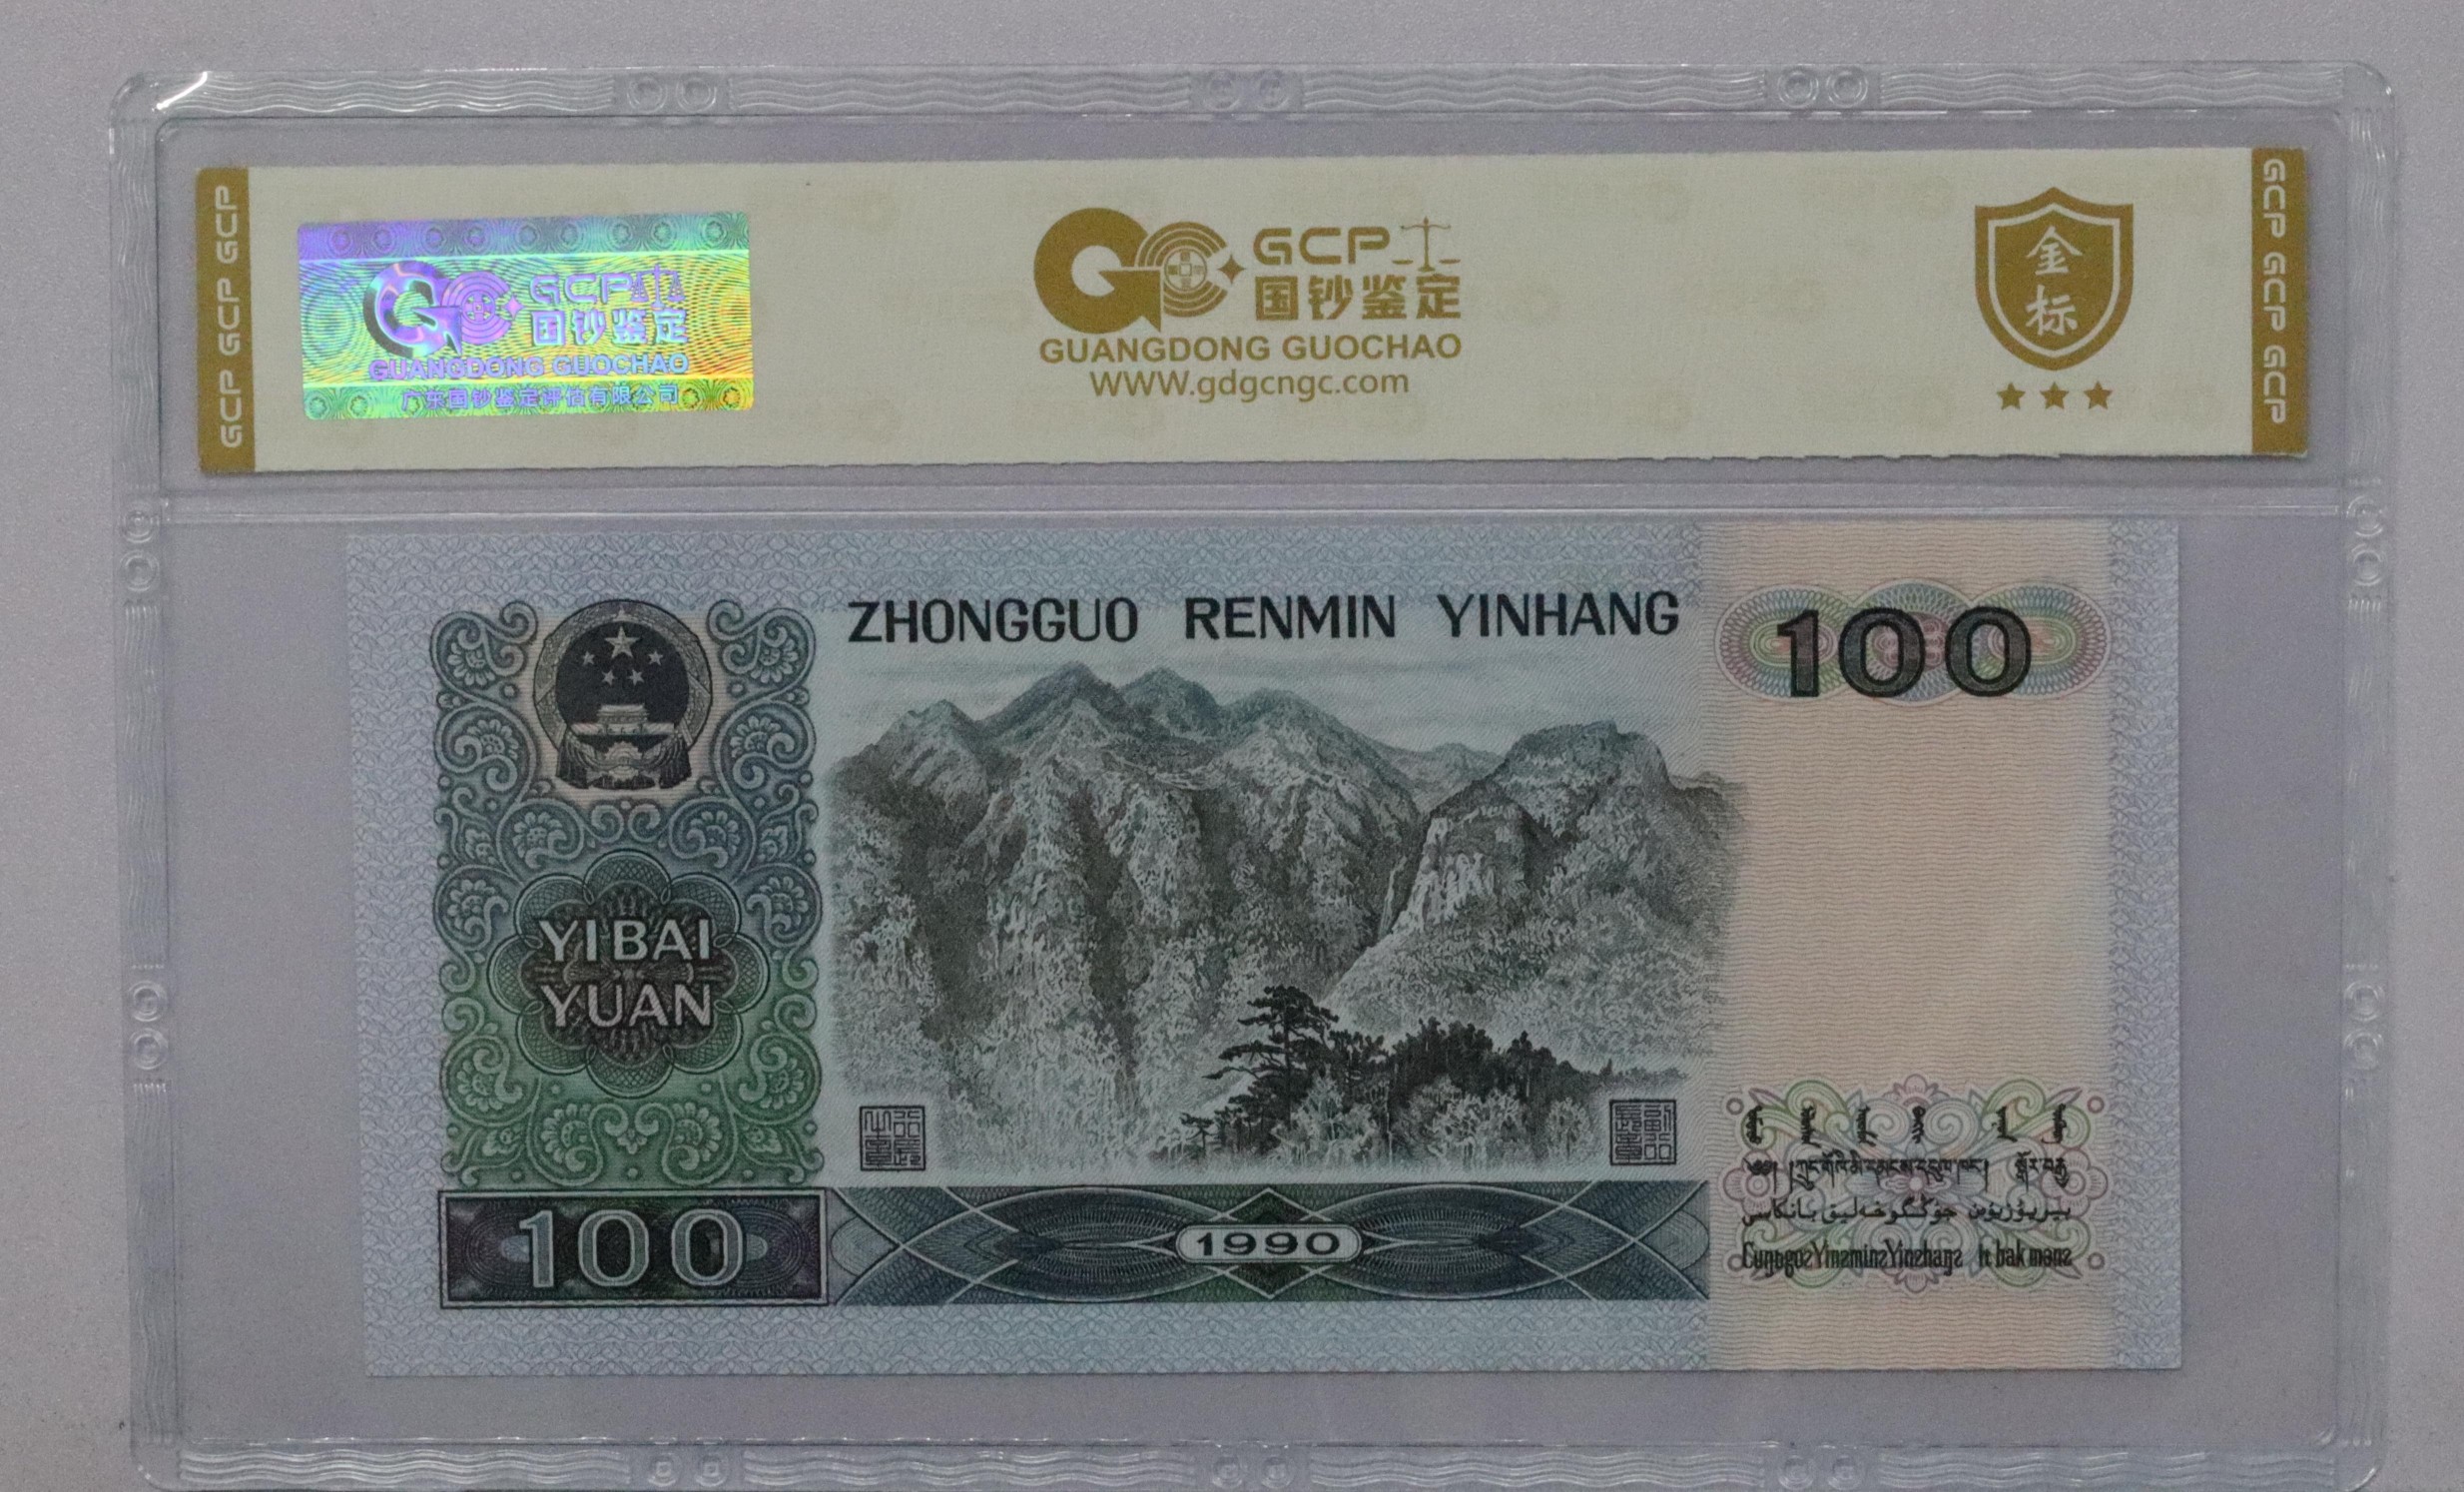 GCP GCP GCP
GCP
国钞鉴定
GUANGDONG GUOCHAO
广东国钞鉴定评估有限公司
GCP
国钞鉴定
GUANGDONG GUOCHAO
WWW.gdgcngc.com
金
标
GCP GCP GCP
ZHONGGUO RENMIN YINHANG
100
YIBAI
YUAN
100
1990